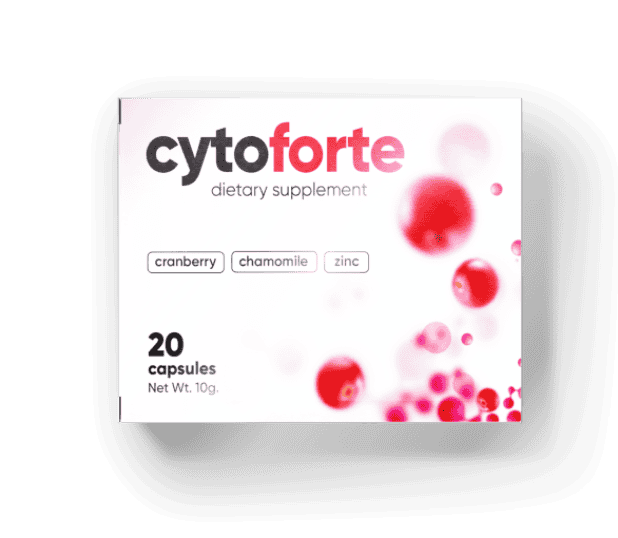 cytoforte
dietary supplement
cranberry chamomile zinc
20
capsules
Net Wt. 10g.